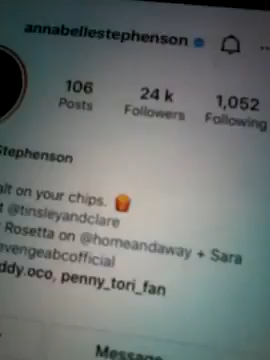 annabellestephenson
106 24 k 1,052
Posts Followers Following
Stephenson
alt on your chips. 🍟
@tinsleyandclare
Rosetta on @homeandaway + Sara
evengeabcofficial
ddy.oco, penny_tori_fan
Message